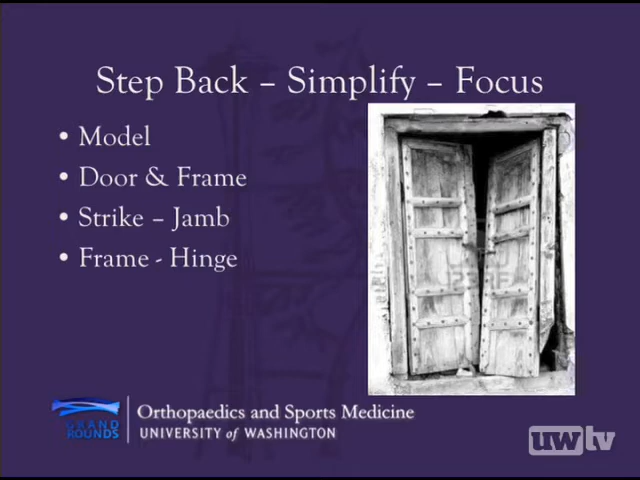 Step Back – Simplify – Focus
• Model
• Door & Frame
• Strike – Jamb
• Frame - Hinge
GRAND
ROUNDS
Orthopaedics and Sports Medicine
UNIVERSITY of WASHINGTON
uwtv